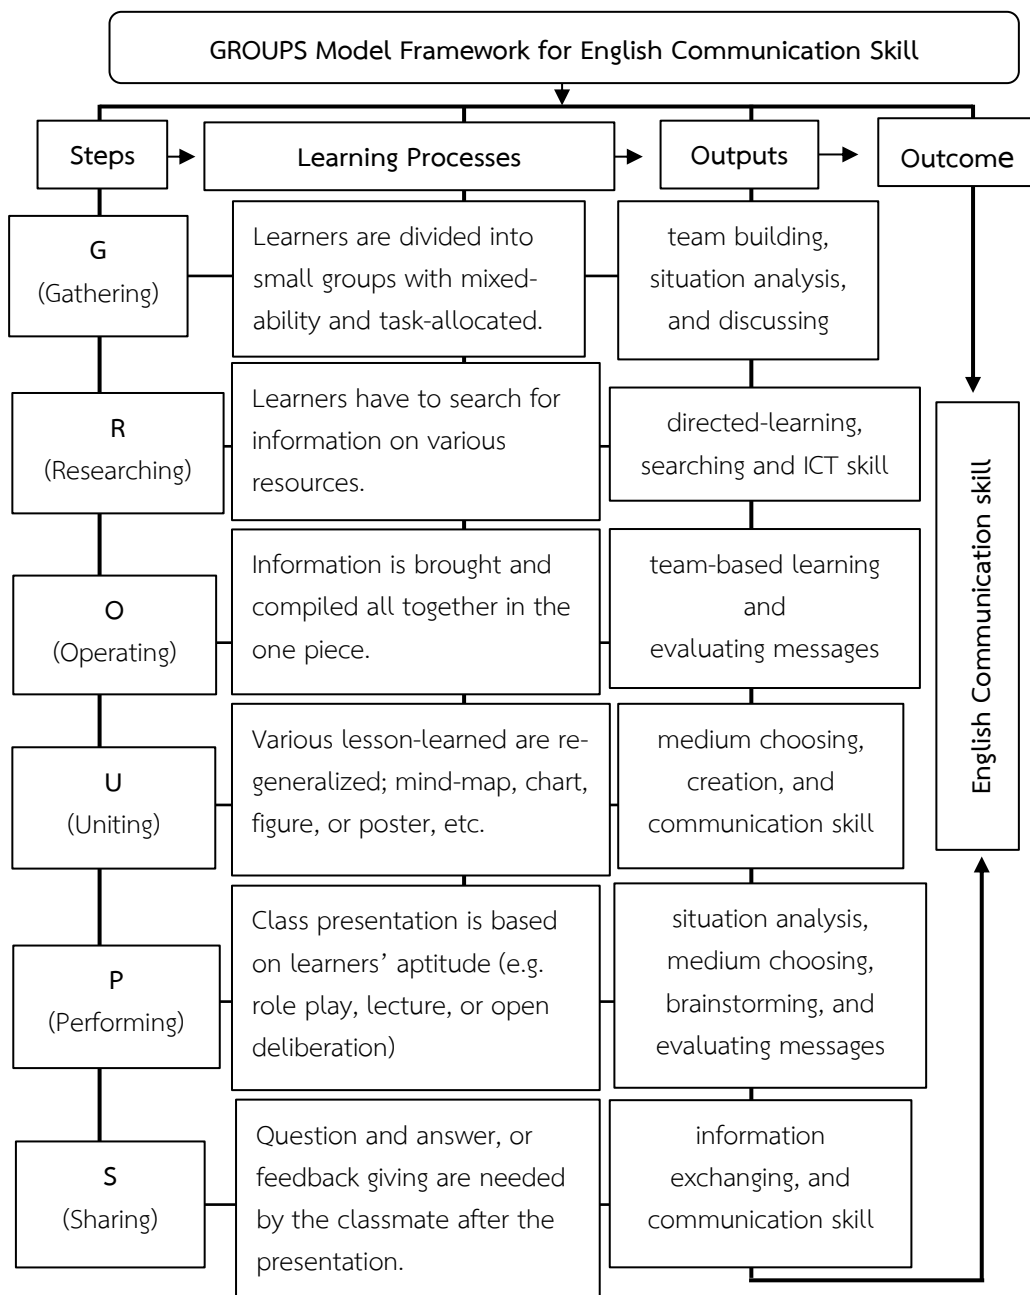 GROUPS Model Framework for English Communication Skill
Steps
Learning Processes
Outputs
Outcome
G
(Gathering)
Learners are divided into
small groups with mixed-
ability and task-allocated.
team building,
situation analysis,
and discussing
R
(Researching)
Learners have to search for
information on various
resources.
directed-learning,
searching and ICT skill
O
(Operating)
Information is brought and
compiled all together in the
one piece.
team-based learning
and
evaluating messages
U
(Uniting)
Various lesson-learned are re-
generalized; mind-map, chart,
figure, or poster, etc.
medium choosing,
creation, and
communication skill
P
(Performing)
Class presentation is based
on learners’ aptitude (e.g.
role play, lecture, or open
deliberation)
situation analysis,
medium choosing,
brainstorming, and
evaluating messages
S
(Sharing)
Question and answer, or
feedback giving are needed
by the classmate after the
presentation.
information
exchanging, and
communication skill
English Communication skill